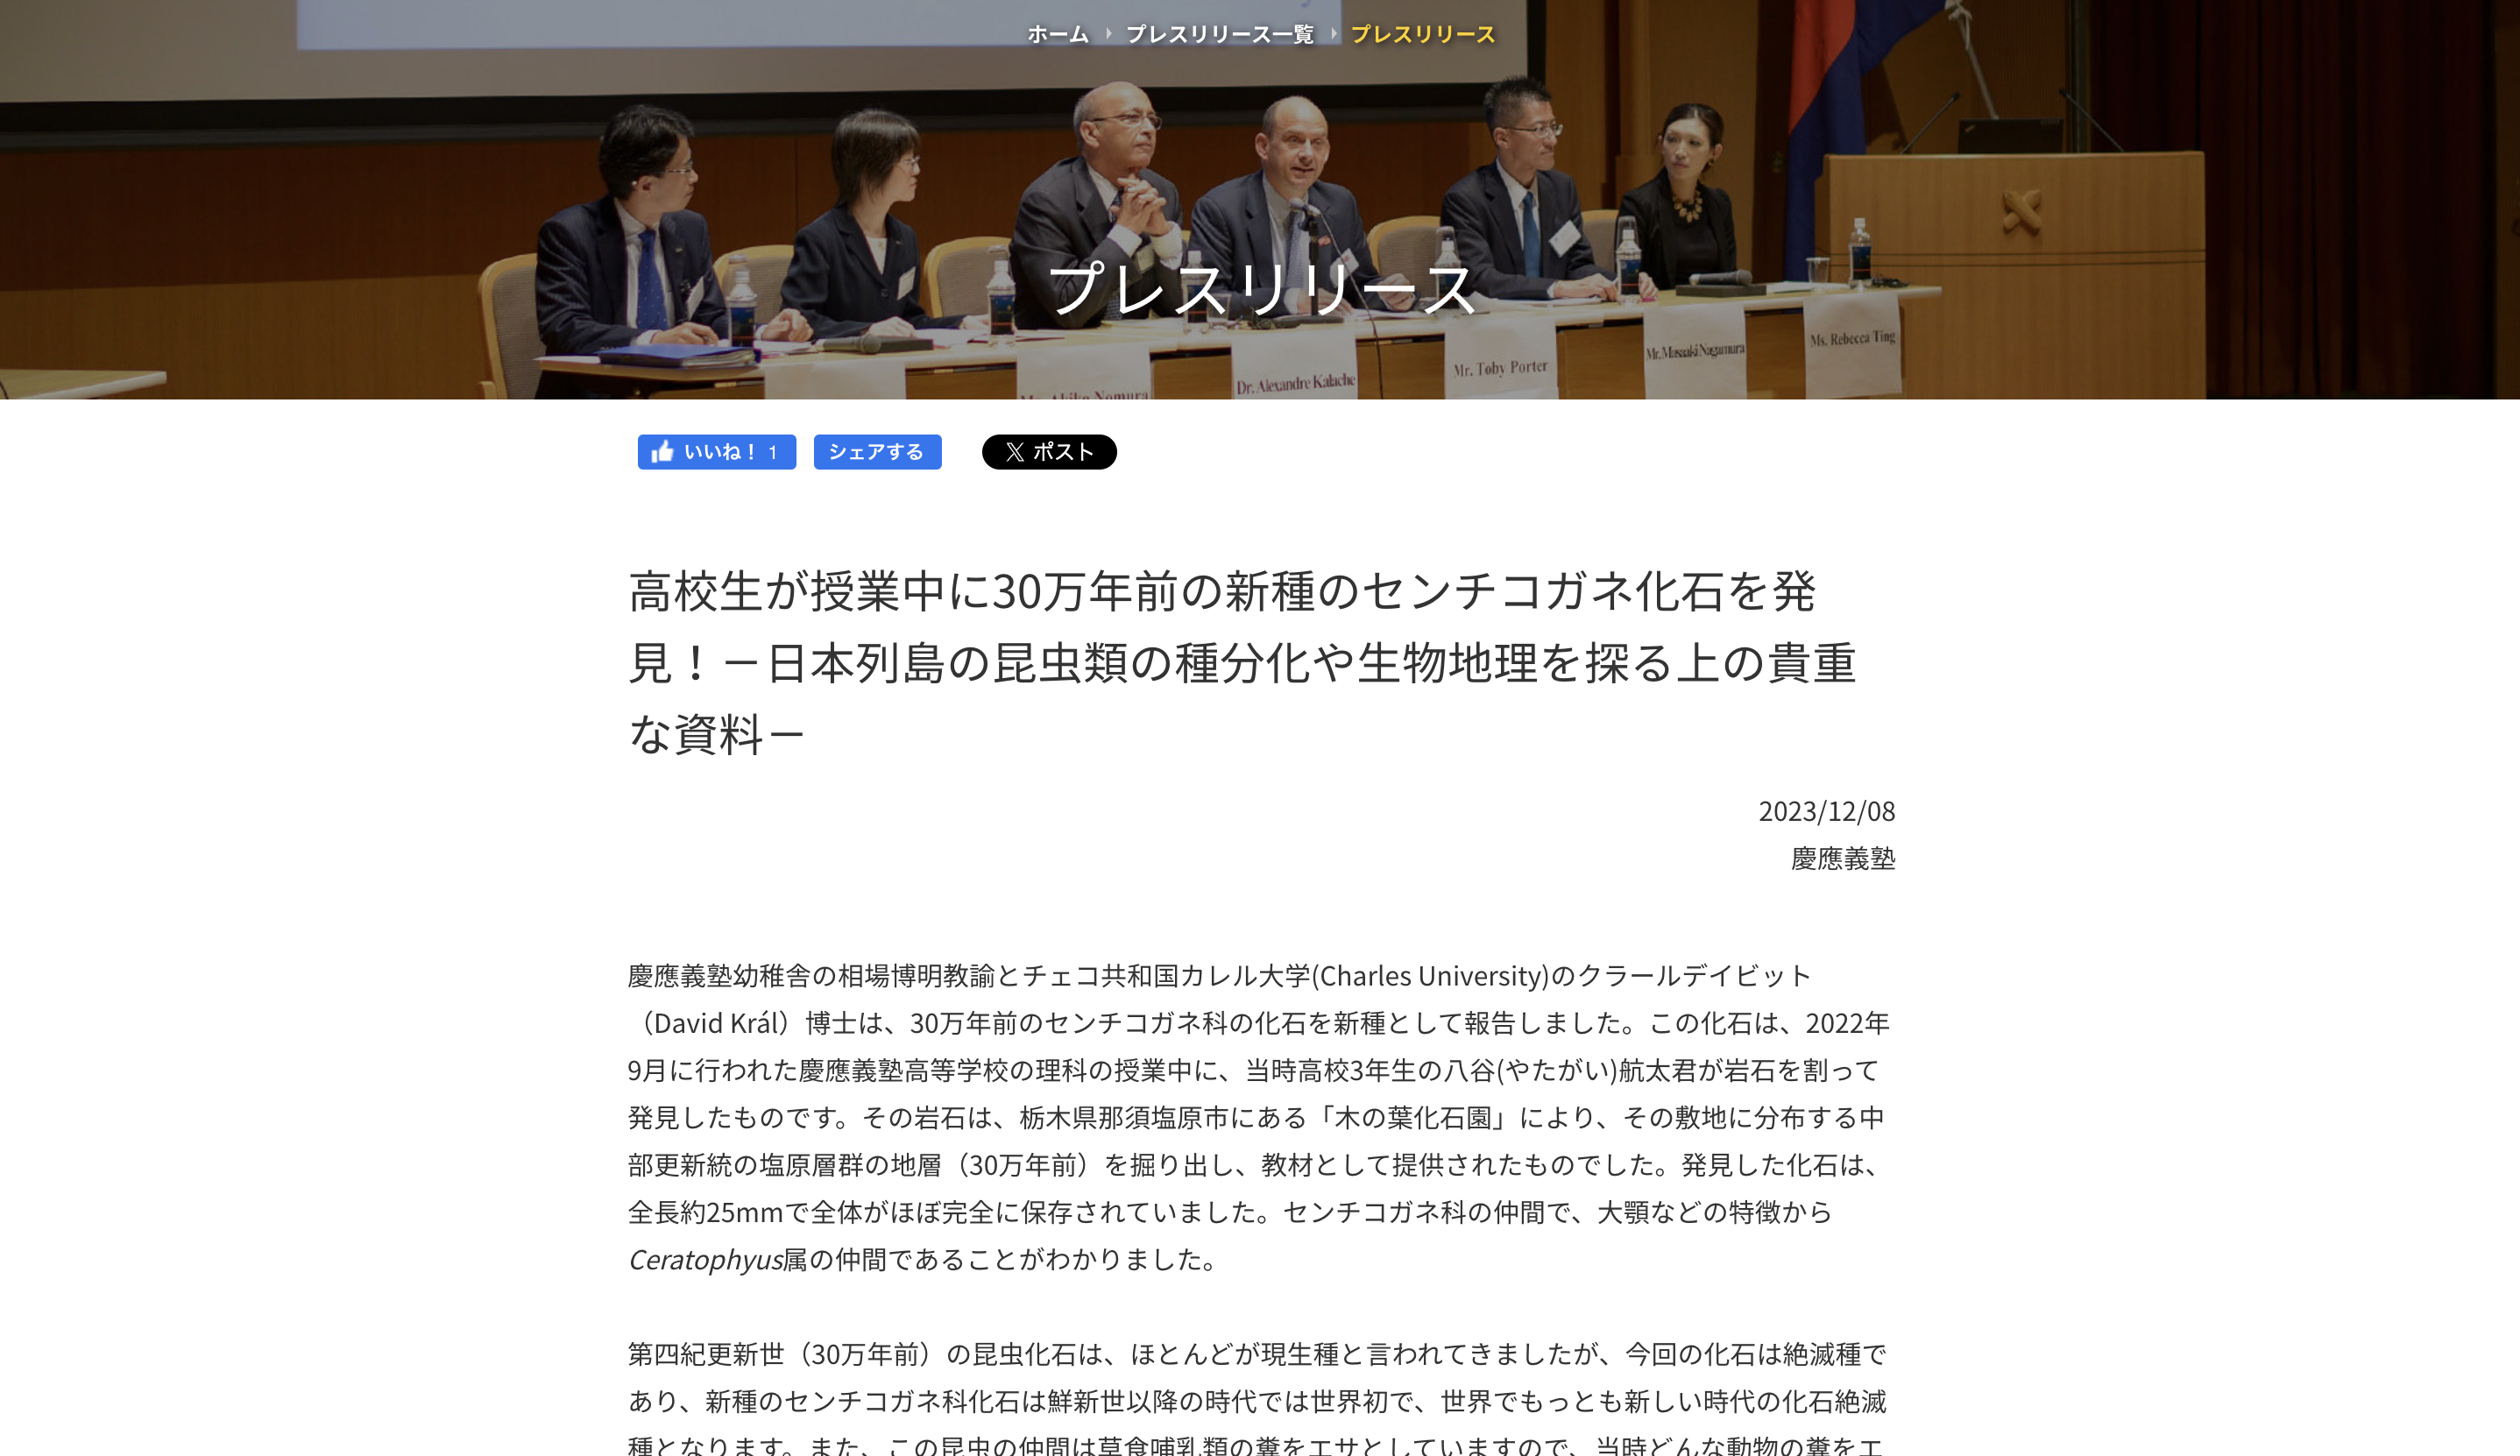 ホーム プレスリリース一覧 プレスリリース
プレスリリース
Dr. Alexandre Kalache
Mr. Toby Porter
Mr. Masaaki Nagamura
Ms. Rebecca Ting
いいね！ 1 シェアする ポスト
高校生が授業中に30万年前の新種のセンチコガネ化石を発
見！－日本列島の昆虫類の種分化や生物地理を探る上の貴重
な資料－
2023/12/08
慶應義塾
慶應義塾幼稚舎の相場博明教諭とチェコ共和国カレル大学(Charles University)のクラールデイビット
（David Král）博士は、30万年前のセンチコガネ科の化石を新種として報告しました。この化石は、2022年
9月に行われた慶應義塾高等学校の理科の授業中に、当時高校3年生の八谷(やたがい)航太君が岩石を割って
発見したものです。その岩石は、栃木県那須塩原市にある「木の葉化石園」により、その敷地に分布する中
部更新統の塩原層群の地層（30万年前）を掘り出し、教材として提供されたものでした。発見した化石は、
全長約25mmで全体がほぼ完全に保存されていました。センチコガネ科の仲間で、大顎などの特徴から
Ceratophyus属の仲間であることがわかりました。
第四紀更新世（30万年前）の昆虫化石は、ほとんどが現生種と言われてきましたが、今回の化石は絶滅種で
あり、新種のセンチコガネ科化石は鮮新世以降の時代では世界初で、世界でもっとも新しい時代の化石絶滅
種となります。また、この昆虫の仲間は草食哺乳類の糞をエサとしていますので、当時どんな動物の糞をエ